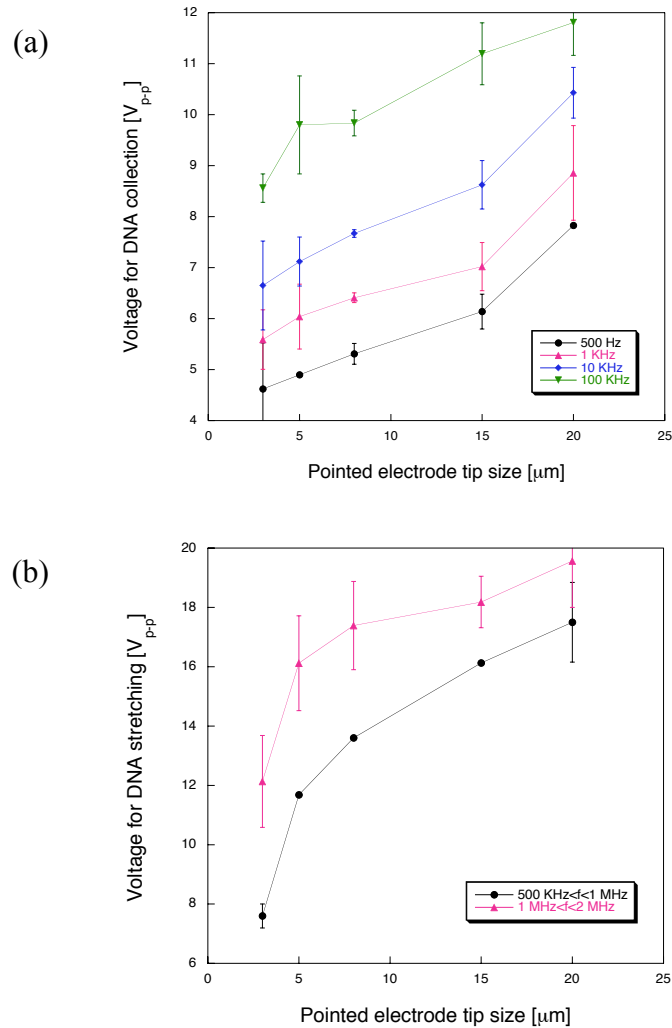 (a)
Voltage for DNA collection [Vp-p]
12
11
10
9
8
7
6
5
4
0 5 10 15 20 25
Pointed electrode tip size [μm]
500 Hz
1 KHz
10 KHz
100 KHz
(b)
Voltage for DNA stretching [Vp-p]
20
18
16
14
12
10
8
6
0 5 10 15 20 25
Pointed electrode tip size [μm]
500 KHz<f<1 MHz
1 MHz<f<2 MHz